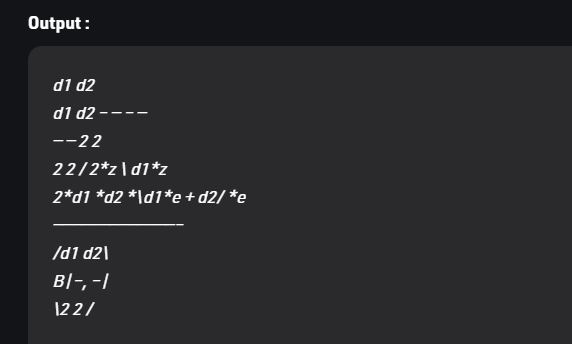 Output :
d1 d2
d1 d2 – – – –
– – 2 2
2 2 / 2*z \ d1*z
2*d1 *d2 *\d1*e + d2/ *e
———————————–
/d1 d2\
B|–, –|
\2 2 /